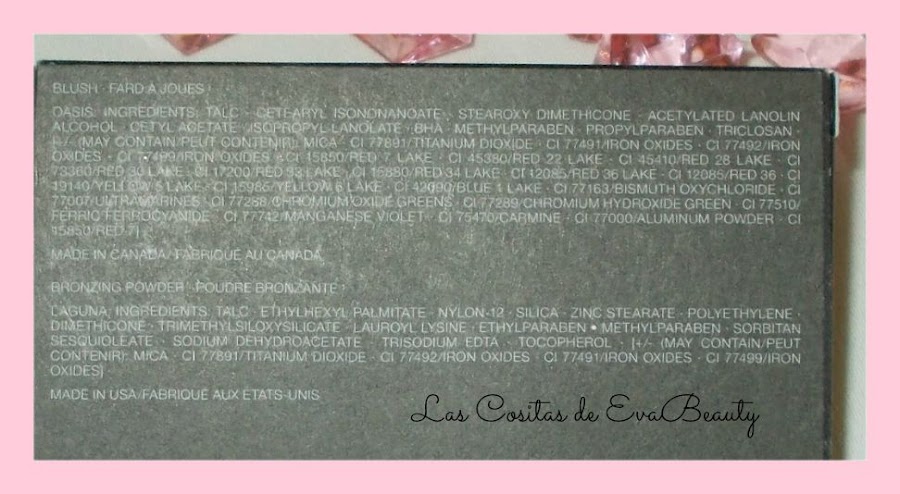 BLUSH · FARD A JOUES
OASIS: INGREDIENTS: TALC · CETEARYL ISONONANOATE · STEAROXY DIMETHICONE · ACETYLATED LANOLIN
ALCOHOL · CETYL ACETATE · ISOPROPYL LANOLATE · BHA · METHYLPARABEN · PROPYLPARABEN · TRICLOSAN ·
[+/- (MAY CONTAIN/PEUT CONTENIR): MICA · CI 77891/TITANIUM DIOXIDE · CI 77491/IRON OXIDES · CI 77492/IRON
OXIDES · CI 77499/IRON OXIDES · CI 15850/RED 7 LAKE · CI 45380/RED 22 LAKE · CI 45410/RED 28 LAKE · CI
73360/RED 30 LAKE · CI 17200/RED 33 LAKE · CI 15880/RED 34 LAKE · CI 12085/RED 36 LAKE · CI 12085/RED 36 · CI
19140/YELLOW 5 LAKE · CI 15985/YELLOW 6 LAKE · CI 42090/BLUE 1 LAKE · CI 77163/BISMUTH OXYCHLORIDE · CI
77007/ULTRAMARINES · CI 77288/CHROMIUM OXIDE GREENS · CI 77289/CHROMIUM HYDROXIDE GREEN · CI 77510/
FERRIC FERROCYANIDE · CI 77742/MANGANESE VIOLET · CI 75470/CARMINE · CI 77000/ALUMINUM POWDER · CI
15850/RED 7]
MADE IN CANADA/FABRIQUÉ AU CANADA
BRONZING POWDER · POUDRE BRONZANTE
LAGUNA: INGREDIENTS: TALC · ETHYLHEXYL PALMITATE · NYLON-12 · SILICA · ZINC STEARATE · POLYETHYLENE ·
DIMETHICONE · TRIMETHYLSILOXYSILICATE · LAUROYL LYSINE · ETHYLPARABEN • METHYLPARABEN · SORBITAN
SESQUIOLEATE · SODIUM DEHYDROACETATE · TRISODIUM EDTA · TOCOPHEROL · [+/- (MAY CONTAIN/PEUT
CONTENIR): MICA · CI 77891/TITANIUM DIOXIDE · CI 77492/IRON OXIDES · CI 77491/IRON OXIDES · CI 77499/IRON
OXIDES]
MADE IN USA/FABRIQUÉ AUX ÉTATS-UNIS
Las Cositas de EvaBeauty